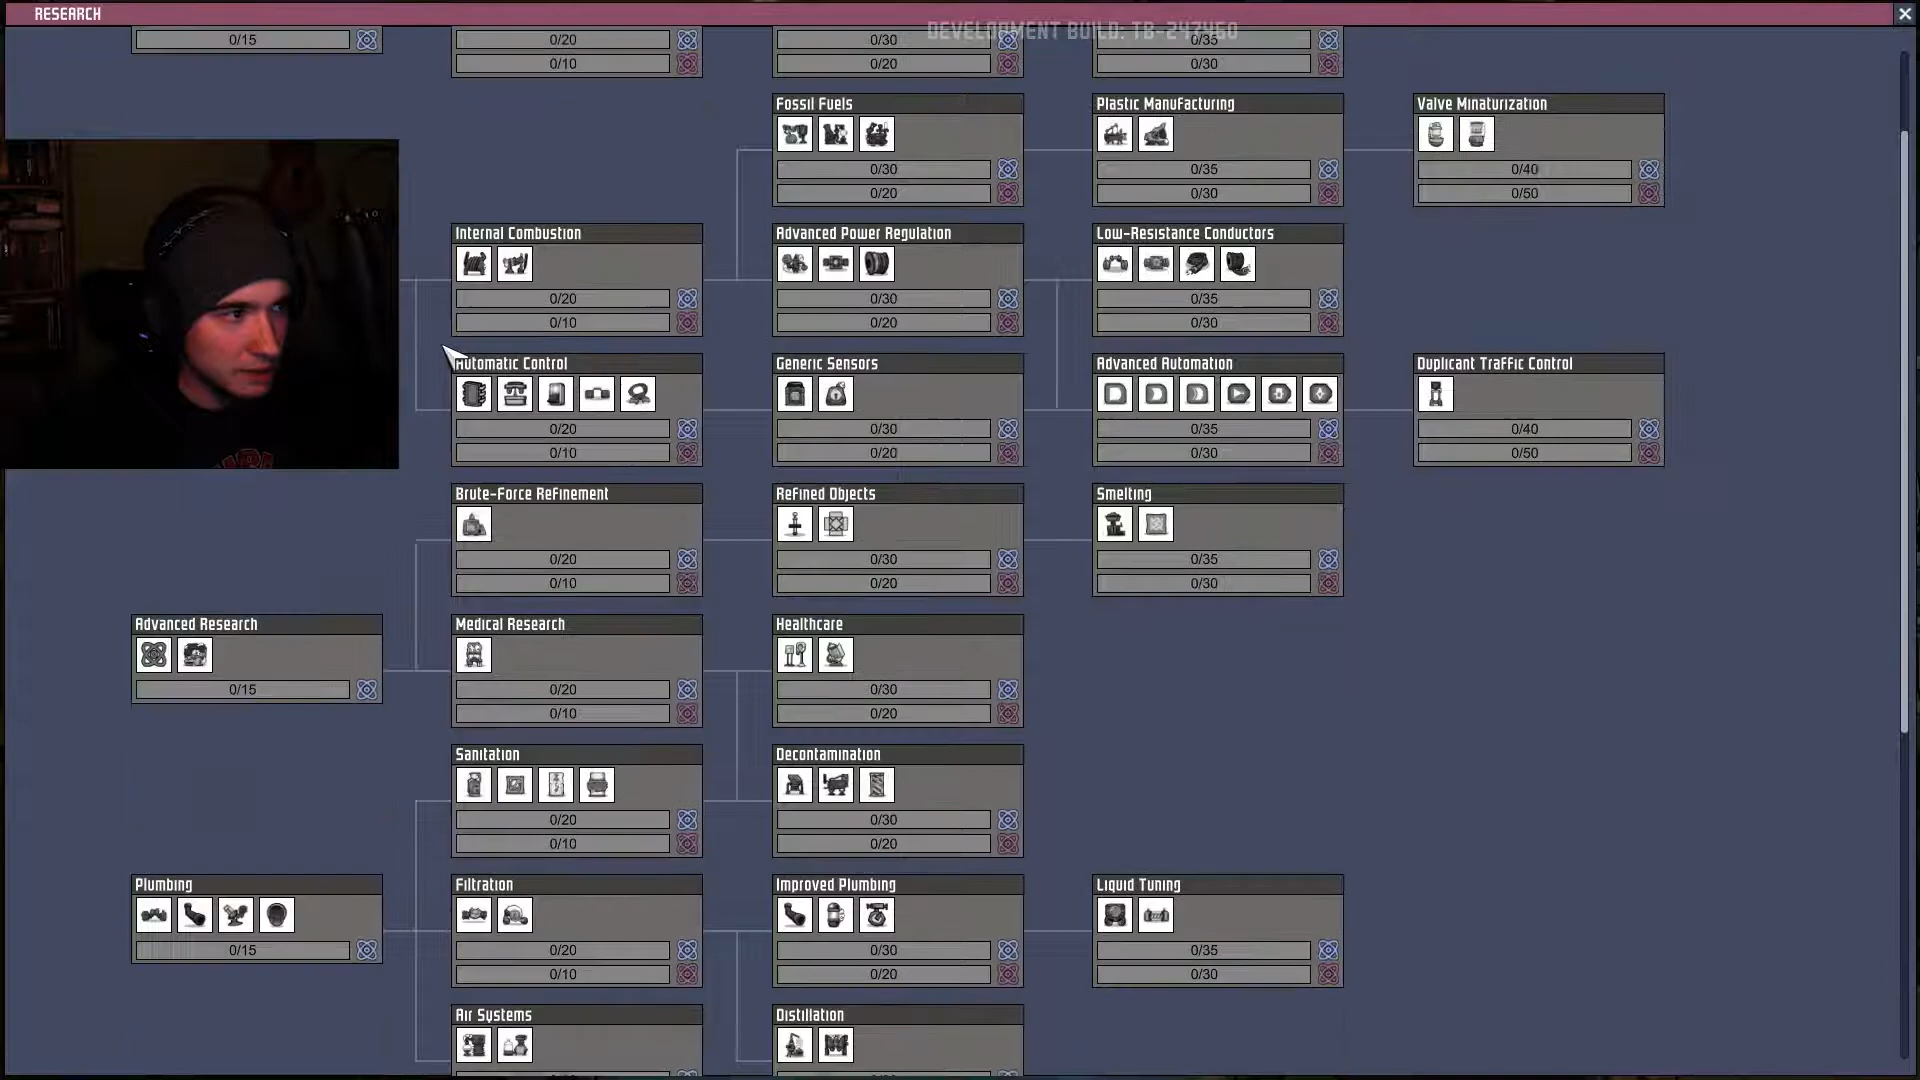 RESEARCH
DEVELOPMENT BUILD: TB-247460
0/15 0/20 0/30 0/35
0/10 0/20 0/30
Fossil Fuels Plastic Manufacturing Valve Minaturization
0/30 0/35 0/40
0/20 0/30 0/50
Internal Combustion Advanced Power Regulation Low-Resistance Conductors
0/20 0/30 0/35
0/10 0/20 0/30
Automatic Control Generic Sensors Advanced Automation Duplicant Traffic Control
0/20 0/30 0/35 0/40
0/10 0/20 0/30 0/50
Brute-Force Refinement Refined Objects Smelting
0/20 0/30 0/35
0/10 0/20 0/30
Advanced Research Medical Research Healthcare
0/15 0/20 0/30
0/10 0/20
Sanitation Decontamination
0/20 0/30
0/10 0/20
Plumbing Filtration Improved Plumbing Liquid Tuning
0/15 0/20 0/30 0/35
0/10 0/20 0/30
Air Systems Distillation